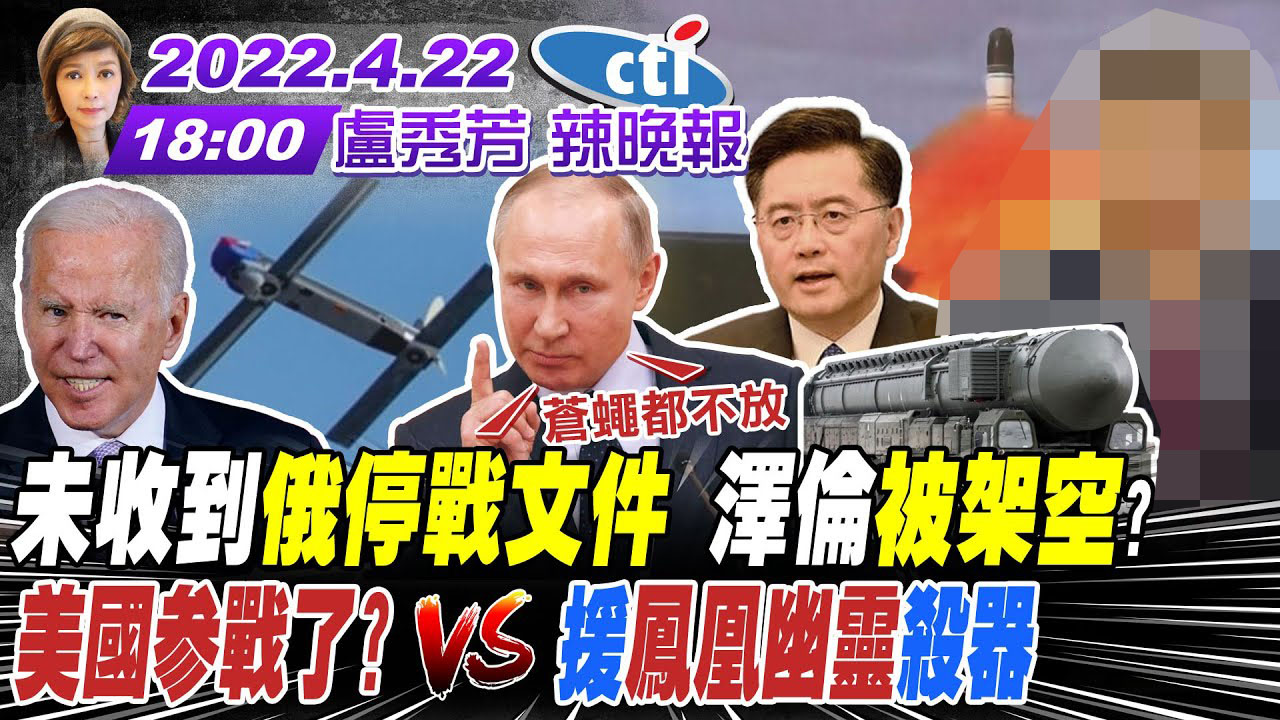 2022.4.22
cti
18:00 盧秀芳 辣晚報
蒼蠅都不放
未收到俄停戰文件 澤倫被架空?
美國参戰了? VS 援鳳凰幽靈殺器